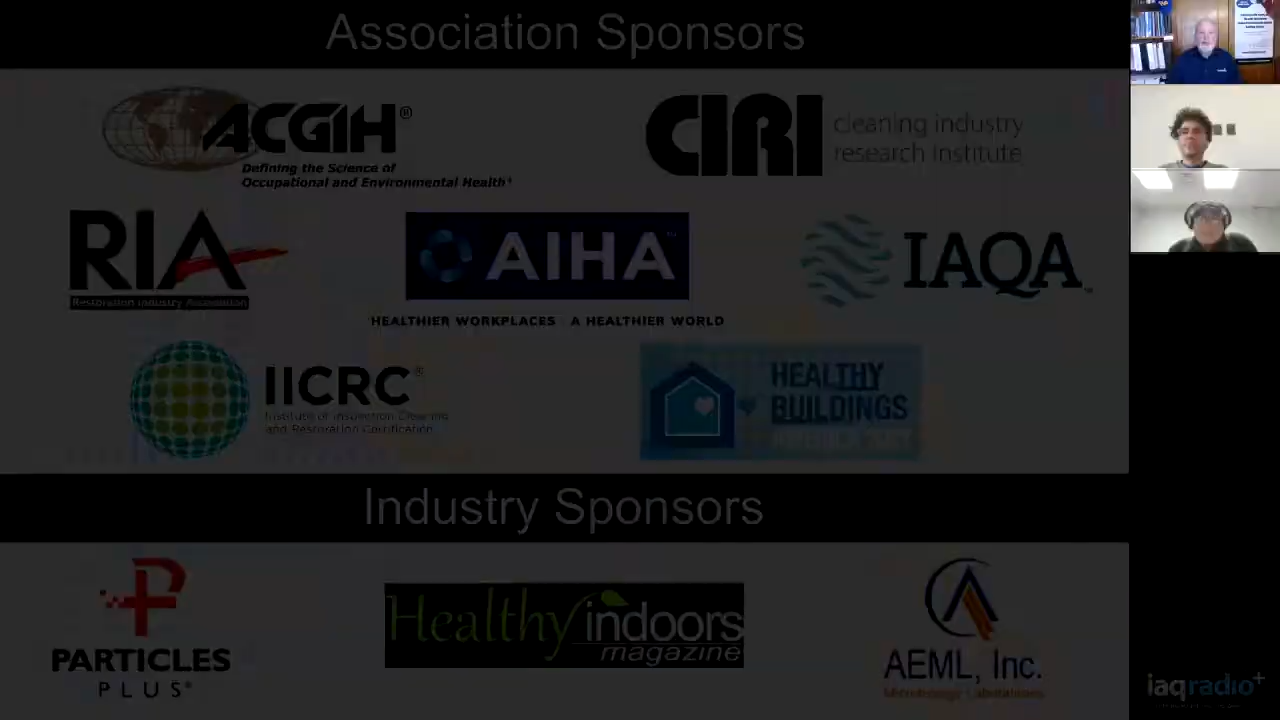 Association Sponsors
ACGIH®
Defining the Science of
Occupational and Environmental Health®
CIRI
cleaning industry
research institute
RIA
Restoration Industry Association
AIHA™
HEALTHIER WORKPLACES A HEALTHIER WORLD
IAQA
IICRC®
Institute of Inspection Cleaning
and Restoration Certification
HEALTHY
BUILDINGS
Industry Sponsors
PARTICLES
PLUS®
Healthy indoors
magazine
AEML, Inc.
iaqradio+